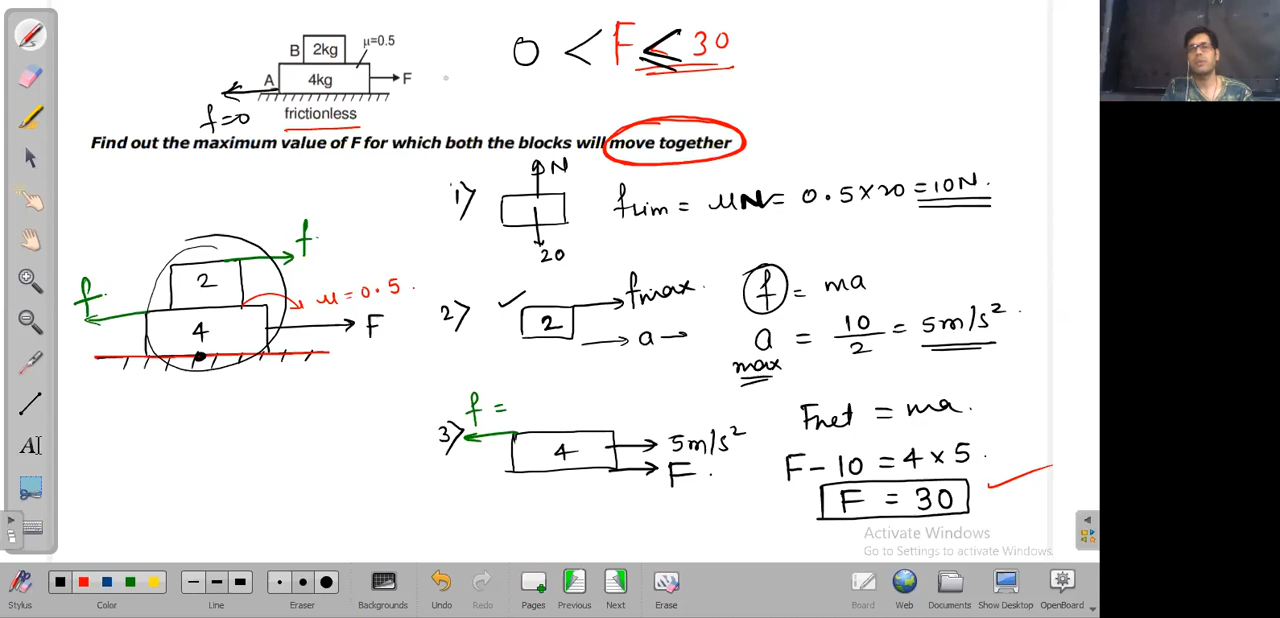 B 2kg μ=0.5
A 4kg F
f=0
frictionless
0 < F ≤ 30
Find out the maximum value of F for which both the blocks will move together
1) N
20
f lim = μN = 0.5 × 20 = 10N.
f
2
f
μ = 0.5.
4
F
2) 2 fmax
a
f = ma
a max = 10/2 = 5m/s²
3) f =
4
5m/s²
F
Fnet = ma.
F - 10 = 4 × 5
F = 30
Activate Windows
Go to Settings to activate Windows.
Stylus
Color
Line
Eraser
Backgrounds
Undo
Redo
Pages
Previous
Next
Erase
Board
Web
Documents
Show Desktop
OpenBoard